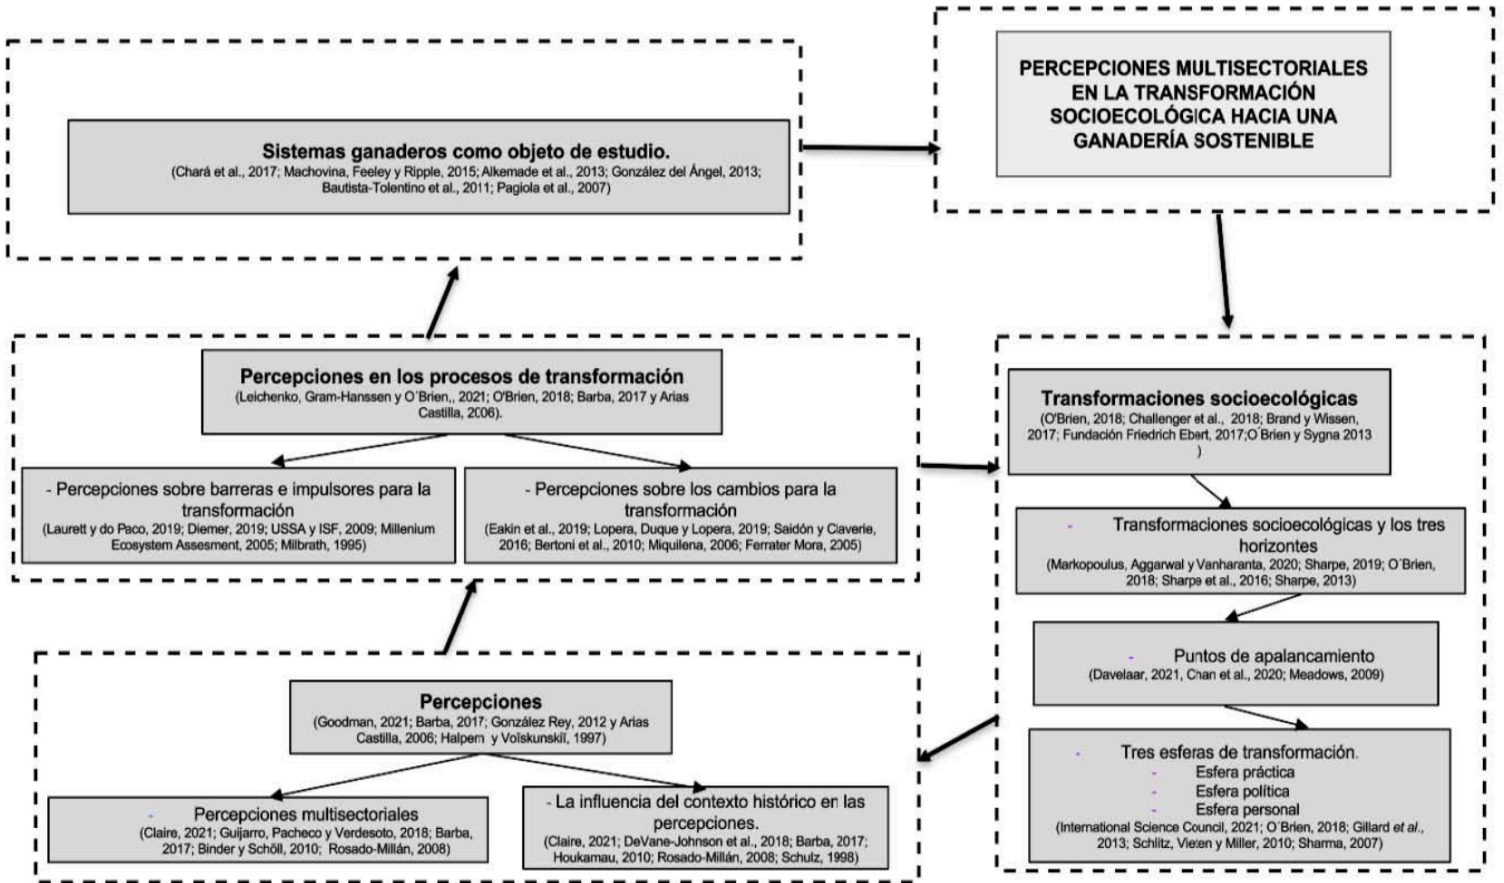 PERCEPCIONES MULTISECTORIALES
EN LA TRANSFORMACIÓN
SOCIOECOLÓGICA HACIA UNA
GANADERÍA SOSTENIBLE
Sistemas ganaderos como objeto de estudio.
(Chará et al., 2017; Machovina, Feeley y Ripple, 2015; Alkemade et al., 2013; González del Ángel, 2013;
Bautista-Tolentino et al., 2011; Pagiola et al., 2007)
Percepciones en los procesos de transformación
(Leichenko, Gram-Hanssen y O´Brien,, 2021; O'Brien, 2018; Barba, 2017 y Arias
Castilla, 2006).
- Percepciones sobre barreras e impulsores para la
transformación
(Laurett y do Paco, 2019; Diemer, 2019; USSA y ISF, 2009; Millenium
Ecosystem Assesment, 2005; Milbrath, 1995)
- Percepciones sobre los cambios para la
transformación
(Eakin et al., 2019; Lopera, Duque y Lopera, 2019; Saidón y Claverie,
2016; Bertoni et al., 2010; Miquilena, 2006; Ferrater Mora, 2005)
Transformaciones socioecológicas
(O'Brien, 2018; Challenger et al., 2018; Brand y Wissen,
2017; Fundación Friedrich Ebert, 2017;O´Brien y Sygna 2013
)
- Transformaciones socioecológicas y los tres
horizontes
(Markopoulus, Aggarwal y Vanharanta, 2020; Sharpe, 2019; O´Brien,
2018; Sharpe et al., 2016; Sharpe, 2013)
- Puntos de apalancamiento
(Davelaar, 2021, Chan et al., 2020; Meadows, 2009)
- Tres esferas de transformación.
- Esfera práctica
- Esfera política
- Esfera personal
(International Science Council, 2021; O´Brien, 2018; Gillard et al.,
2013; Schlitz, Vieten y Miller, 2010; Sharma, 2007)
Percepciones
(Goodman, 2021; Barba, 2017; González Rey, 2012 y Arias
Castilla, 2006; Halpern y Voïskunskiï, 1997)
- Percepciones multisectoriales
(Claire, 2021; Guijarro, Pacheco y Verdesoto, 2018; Barba,
2017; Binder y Schöll, 2010; Rosado-Millán, 2008)
- La influencia del contexto histórico en las
percepciones.
(Claire, 2021; DeVane-Johnson et al., 2018; Barba, 2017;
Houkamau, 2010; Rosado-Millán, 2008; Schulz, 1998)